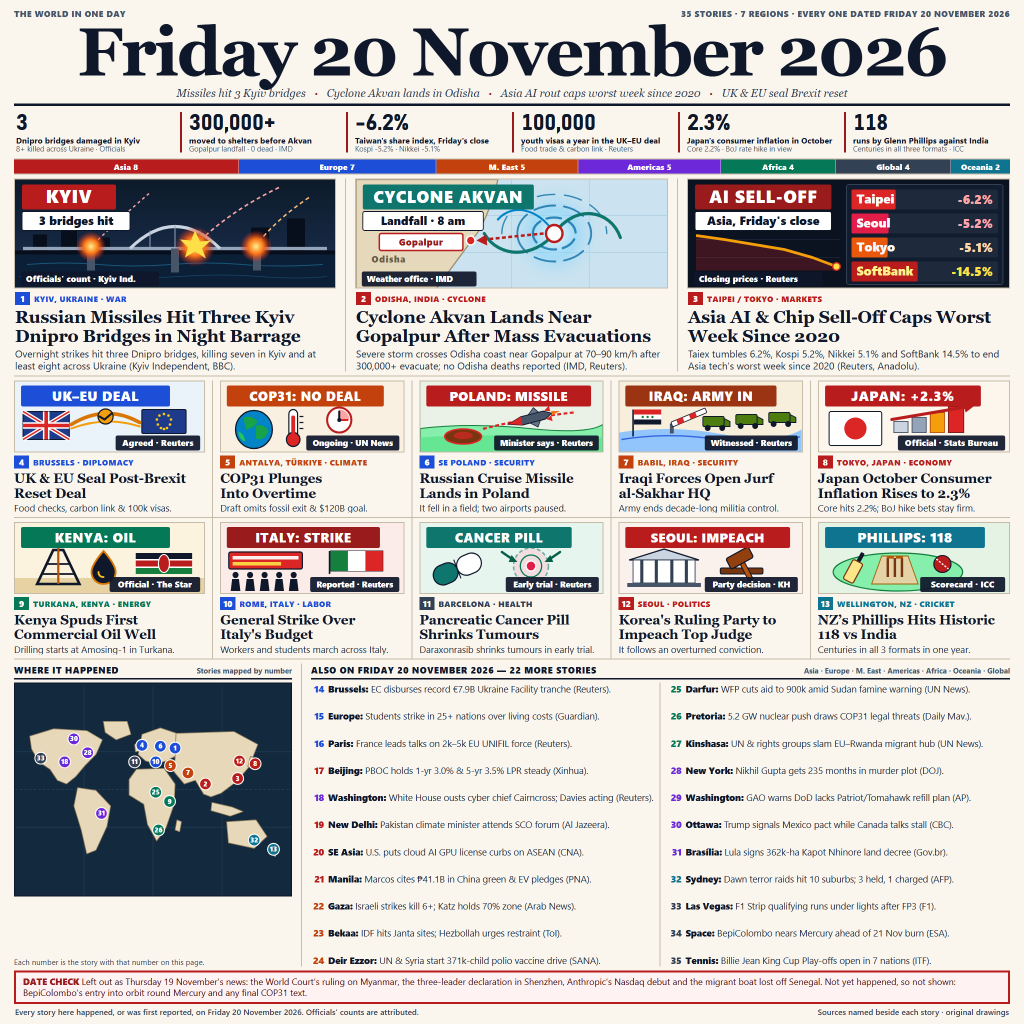 THE WORLD IN ONE DAY
35 STORIES · 7 REGIONS · EVERY ONE DATED FRIDAY 20 NOVEMBER 2026
Friday 20 November 2026
Missiles hit 3 Kyiv bridges • Cyclone Akvan lands in Odisha • Asia AI rout caps worst week since 2020 • UK & EU seal Brexit reset
3
Dnipro bridges damaged in Kyiv
8+ killed across Ukraine · Officials
300,000+
moved to shelters before Akvan
Gopalpur landfall · 0 dead · IMD
−6.2%
Taiwan's share index, Friday's close
Kospi -5.2% · Nikkei -5.1%
100,000
youth visas a year in the UK–EU deal
Food trade & carbon link · Reuters
2.3%
Japan's consumer inflation in October
Core 2.2% · BoJ rate hike in view
118
runs by Glenn Phillips against India
Centuries in all three formats · ICC
Asia 8
Europe 7
M. East 5
Americas 5
Africa 4
Global 4
Oceania 2
KYIV
3 bridges hit
Officials' count · Kyiv Ind.
1 KYIV, UKRAINE · WAR
Russian Missiles Hit Three Kyiv
Dnipro Bridges in Night Barrage
Overnight strikes hit three Dnipro bridges, killing seven in Kyiv and at
least eight across Ukraine (Kyiv Independent, BBC).
CYCLONE AKVAN
Landfall · 8 am
Gopalpur
Odisha
Weather office · IMD
2 ODISHA, INDIA · CYCLONE
Cyclone Akvan Lands Near
Gopalpur After Mass Evacuations
Severe storm crosses Odisha coast near Gopalpur at 70–90 km/h after
300,000+ evacuate; no Odisha deaths reported (IMD, Reuters).
AI SELL-OFF
Asia, Friday's close
Closing prices · Reuters
Taipei -6.2%
Seoul -5.2%
Tokyo -5.1%
SoftBank -14.5%
3 TAIPEI / TOKYO · MARKETS
Asia AI & Chip Sell-Off Caps Worst
Week Since 2020
Taiex tumbles 6.2%, Kospi 5.2%, Nikkei 5.1% and SoftBank 14.5% to end
Asia tech's worst week since 2020 (Reuters, Anadolu).
UK–EU DEAL
Agreed · Reuters
4 BRUSSELS · DIPLOMACY
UK & EU Seal Post-Brexit
Reset Deal
Food checks, carbon link & 100k visas.
COP31: NO DEAL
Ongoing · UN News
5 ANTALYA, TÜRKIYE · CLIMATE
COP31 Plunges
Into Overtime
Draft omits fossil exit & $120B goal.
POLAND: MISSILE
Minister says · Reuters
6 SE POLAND · SECURITY
Russian Cruise Missile
Lands in Poland
It fell in a field; two airports paused.
IRAQ: ARMY IN
Witnessed · Reuters
7 BABIL, IRAQ · SECURITY
Iraqi Forces Open Jurf
al-Sakhar HQ
Army ends decade-long militia control.
JAPAN: +2.3%
Official · Stats Bureau
8 TOKYO, JAPAN · ECONOMY
Japan October Consumer
Inflation Rises to 2.3%
Core hits 2.2%; BoJ hike bets stay firm.
KENYA: OIL
Official · The Star
9 TURKANA, KENYA · ENERGY
Kenya Spuds First
Commercial Oil Well
Drilling starts at Amosing-1 in Turkana.
ITALY: STRIKE
Reported · Reuters
10 ROME, ITALY · LABOR
General Strike Over
Italy's Budget
Workers and students march across Italy.
CANCER PILL
Early trial · Reuters
11 BARCELONA · HEALTH
Pancreatic Cancer Pill
Shrinks Tumours
Daraxonrasib shrinks tumours in early trial.
SEOUL: IMPEACH
Party decision · KH
12 SEOUL · POLITICS
Korea's Ruling Party to
Impeach Top Judge
It follows an overturned conviction.
PHILLIPS: 118
Scorecard · ICC
13 WELLINGTON, NZ · CRICKET
NZ's Phillips Hits Historic
118 vs India
Centuries in all 3 formats in one year.
WHERE IT HAPPENED
Stories mapped by number
30
28
33
18
4
6
1
11
10
5
7
12
8
3
2
25
9
31
26
32
13
Each number is the story with that number on this page.
ALSO ON FRIDAY 20 NOVEMBER 2026 — 22 MORE STORIES
Asia · Europe · M. East · Americas · Africa · Oceania · Global
14 Brussels: EC disburses record €7.9B Ukraine Facility tranche (Reuters).
15 Europe: Students strike in 25+ nations over living costs (Guardian).
16 Paris: France leads talks on 2k–5k EU UNIFIL force (Reuters).
17 Beijing: PBOC holds 1-yr 3.0% & 5-yr 3.5% LPR steady (Xinhua).
18 Washington: White House ousts cyber chief Cairncross; Davies acting (Reuters).
19 New Delhi: Pakistan climate minister attends SCO forum (Al Jazeera).
20 SE Asia: U.S. puts cloud AI GPU license curbs on ASEAN (CNA).
21 Manila: Marcos cites ₱41.1B in China green & EV pledges (PNA).
22 Gaza: Israeli strikes kill 6+; Katz holds 70% zone (Arab News).
23 Bekaa: IDF hits Janta sites; Hezbollah urges restraint (ToI).
24 Deir Ezzor: UN & Syria start 371k-child polio vaccine drive (SANA).
25 Darfur: WFP cuts aid to 900k amid Sudan famine warning (UN News).
26 Pretoria: 5.2 GW nuclear push draws COP31 legal threats (Daily Mav.).
27 Kinshasa: UN & rights groups slam EU–Rwanda migrant hub (UN News).
28 New York: Nikhil Gupta gets 235 months in murder plot (DOJ).
29 Washington: GAO warns DoD lacks Patriot/Tomahawk refill plan (AP).
30 Ottawa: Trump signals Mexico pact while Canada talks stall (CBC).
31 Brasília: Lula signs 362k-ha Kapot Nhinore land decree (Gov.br).
32 Sydney: Dawn terror raids hit 10 suburbs; 3 held, 1 charged (AFP).
33 Las Vegas: F1 Strip qualifying runs under lights after FP3 (F1).
34 Space: BepiColombo nears Mercury ahead of 21 Nov burn (ESA).
35 Tennis: Billie Jean King Cup Play-offs open in 7 nations (ITF).
DATE CHECK Left out as Thursday 19 November's news: the World Court's ruling on Myanmar, the three-leader declaration in Shenzhen, Anthropic's Nasdaq debut and the migrant boat lost off Senegal. Not yet happened, so not shown:
BepiColombo's entry into orbit round Mercury and any final COP31 text.
Every story here happened, or was first reported, on Friday 20 November 2026. Officials' counts are attributed.
Sources named beside each story · original drawings